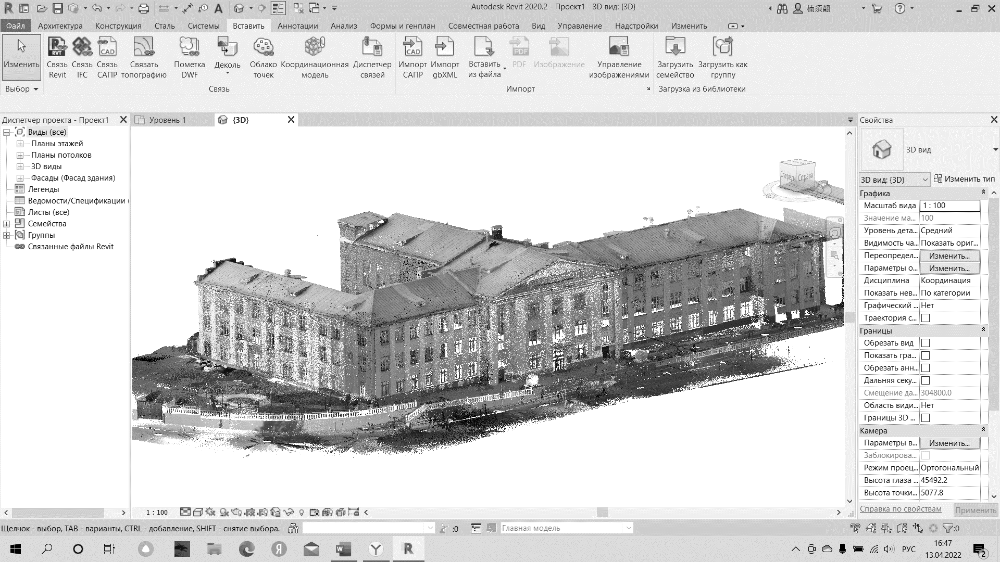 Autodesk Revit 2020.2 - Проект1 - 3D вид: {3D}
楠須翻
Файл Архитектура Конструкция Сталь Системы Вставить Аннотации Анализ Формы и генплан Совместная работа Вид Управление Надстройки Изменить
Изменить
Связь Revit
Связь IFC
Связь САПР
Связать топографию
Пометка DWF
Деколь
Облако точек
Координационная модель
Диспетчер связей
Импорт САПР
Импорт gbXML
Вставить из файла
PDF
Изображение
Управление изображениями
Загрузить семейство
Загрузить как группу
Выбор
Связь
Импорт
Загрузка из библиотеки
Диспетчер проекта - Проект1
Уровень 1
{3D}
Виды (все)
Планы этажей
Планы потолков
3D виды
Фасады (Фасад здания)
Легенды
Ведомости/Спецификации
Листы (все)
Семейства
Группы
Связанные файлы Revit
Спереди
Справа
Свойства
3D вид
3D вид: {3D}
Изменить тип
Графика
Масштаб вида 1 : 100
Значение ма... 100
Уровень дета... Средний
Видимость ча... Показать ориг...
Переопредел... Изменить...
Параметры о... Изменить...
Дисциплина Координация
Показать нев... По категории
Графический ... Нет
Траектория с...
Границы
Обрезать вид
Показать гра...
Обрезать анн...
Дальняя секу...
Смещение да... 304800.0
Область види... Нет
Границы 3D ...
Камера
Параметры в... Изменить...
Заблокирова...
Режим проец... Ортогональный
Высота глаза ... 45492.2
Высота точки... 5077.8
Справка по свойствам
Применить
1 : 100
Щелчок - выбор, TAB - варианты, CTRL - добавление, SHIFT - снятие выбора.
:0
Главная модель
:0
РУС
16:47
13.04.2022
2